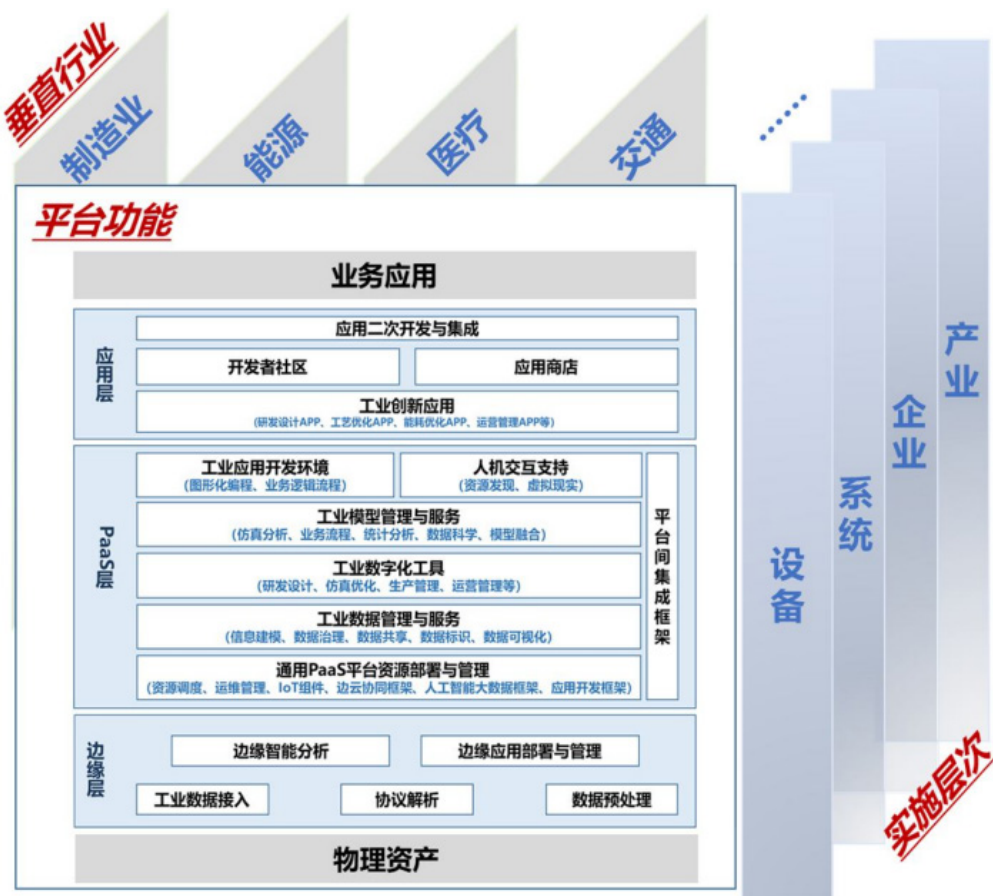 垂直行业
制造业
能源
医疗
交通
......
平台功能
业务应用
应用层
应用二次开发与集成
开发者社区
应用商店
工业创新应用
(研发设计APP、工艺优化APP、能耗优化APP、运营管理APP等)
PaaS层
工业应用开发环境
(图形化编程、业务逻辑流程)
人机交互支持
(资源发现、虚拟现实)
工业模型管理与服务
(仿真分析、业务流程、统计分析、数据科学、模型融合)
工业数字化工具
(研发设计、仿真优化、生产管理、运营管理等)
工业数据管理与服务
(信息建模、数据治理、数据共享、数据标识、数据可视化)
通用PaaS平台资源部署与管理
(资源调度、运维管理、IoT组件、边云协同框架、人工智能大数据框架、应用开发框架)
平台间集成框架
边缘层
边缘智能分析
边缘应用部署与管理
工业数据接入
协议解析
数据预处理
物理资产
设备
系统
企业
产业
实施层次